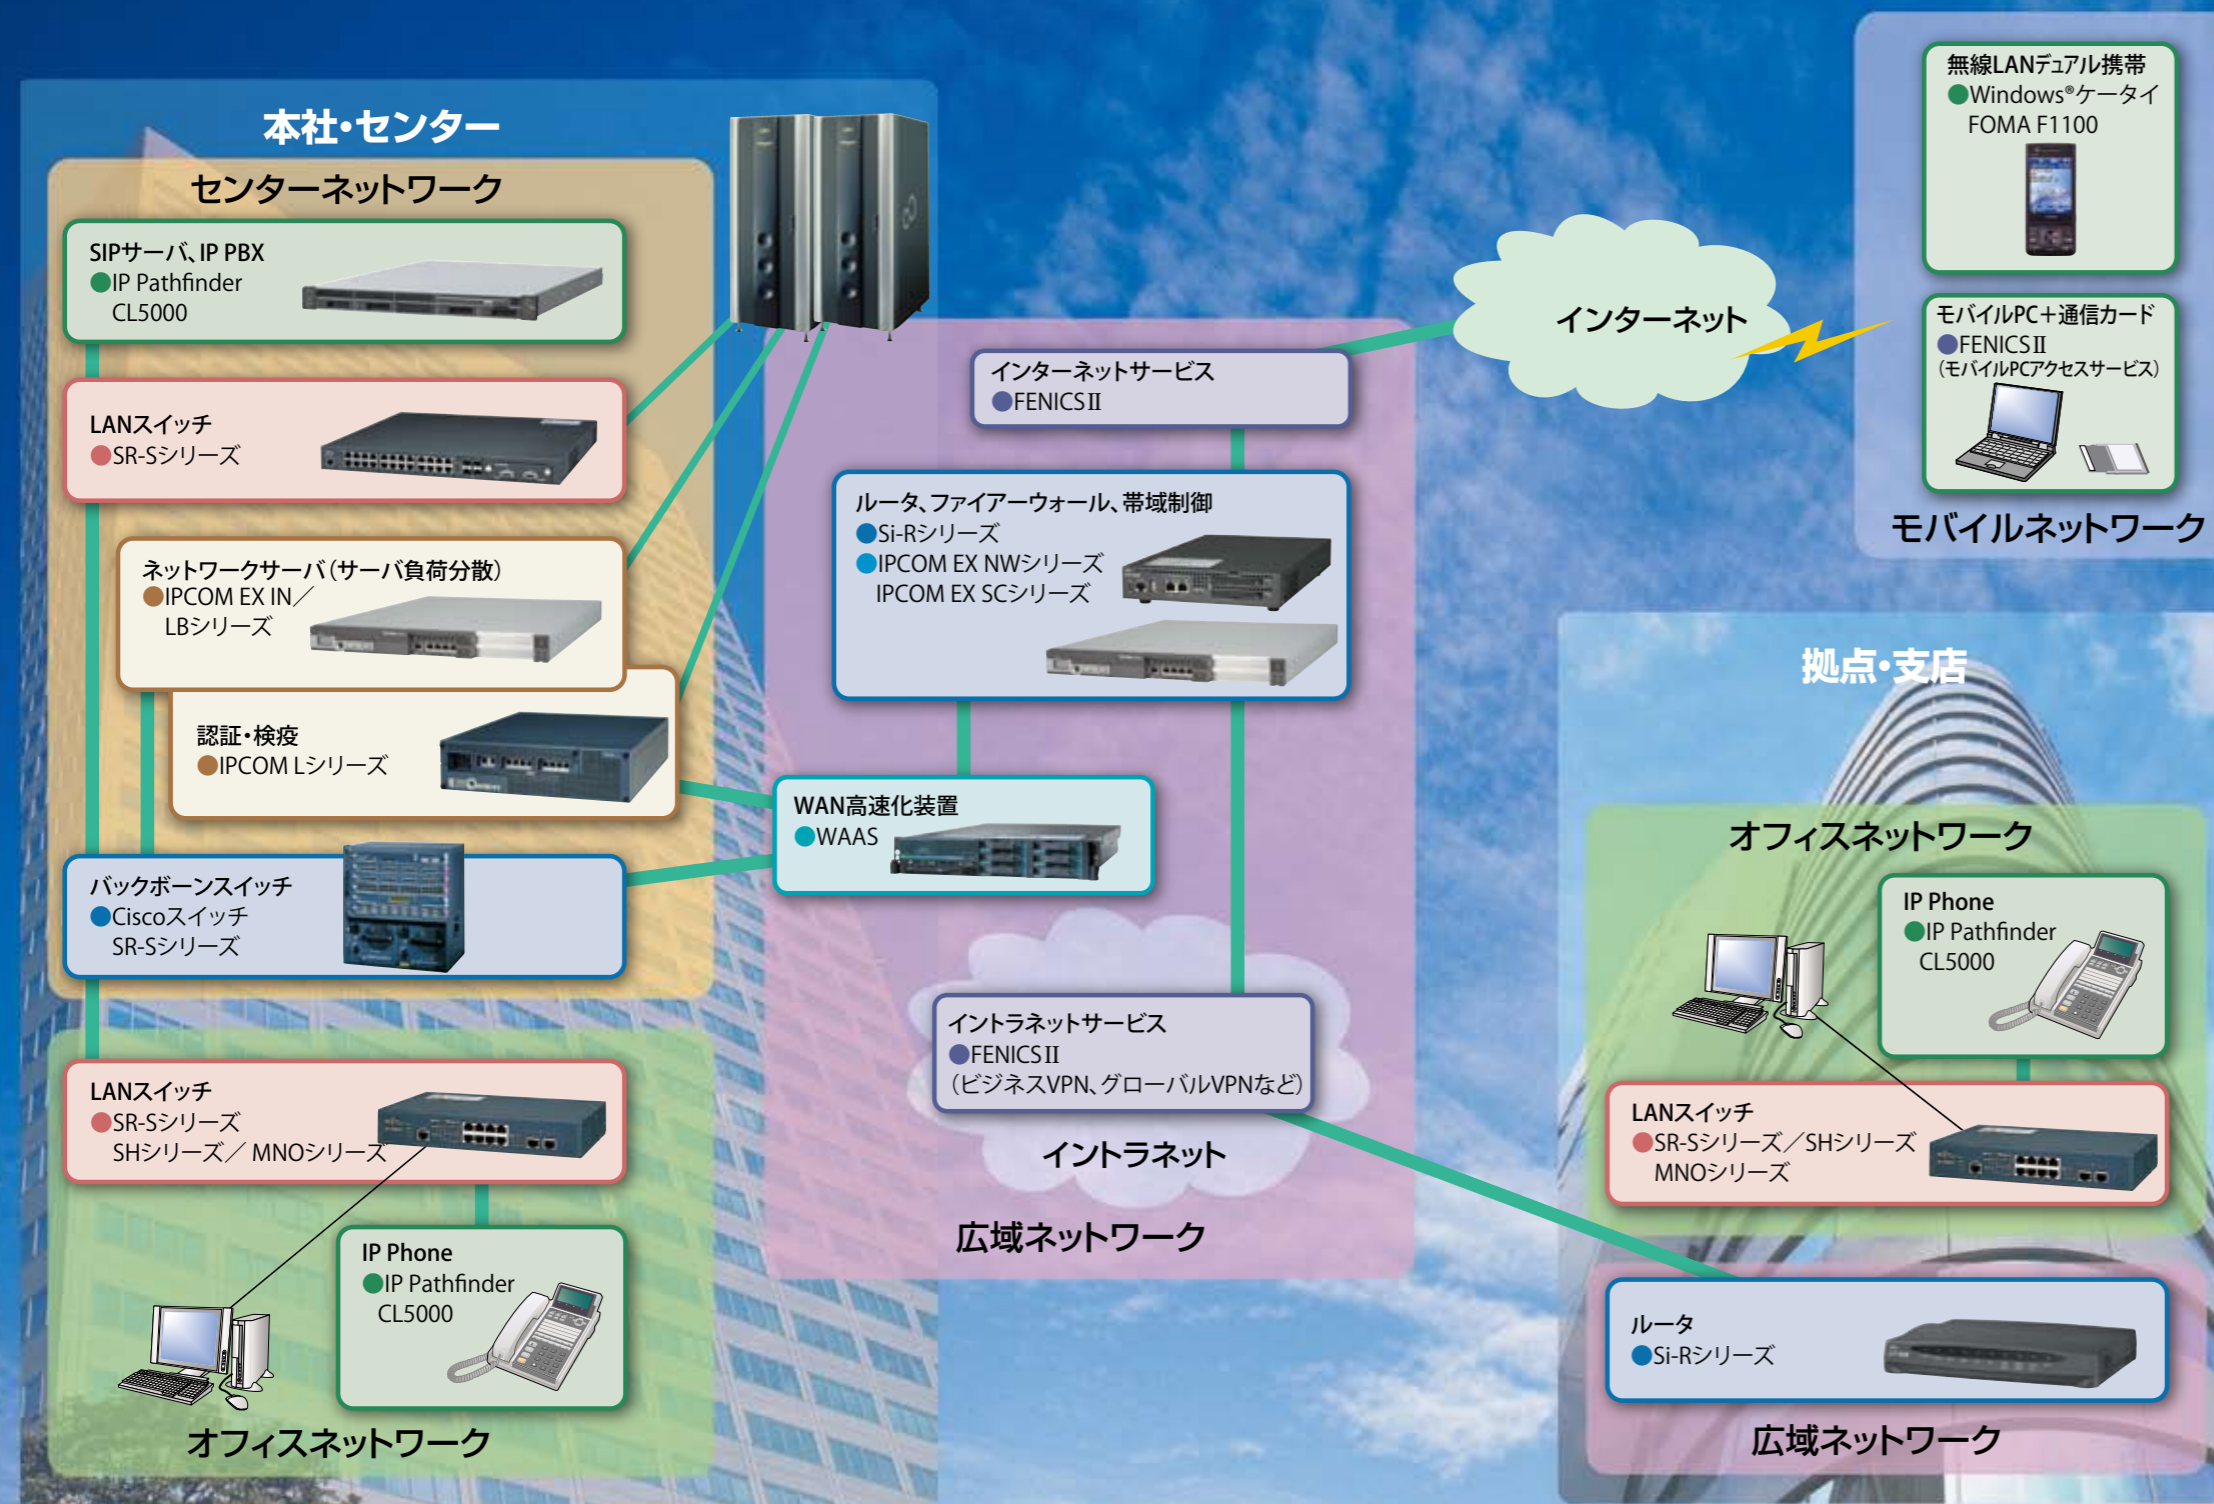 本社・センター
センターネットワーク
SIPサーバ、IP PBX
●IP Pathfinder
CL5000
LANスイッチ
●SR-Sシリーズ
ネットワークサーバ（サーバ負荷分散）
●IPCOM EX IN／
LBシリーズ
認証・検疫
●IPCOM Lシリーズ
バックボーンスイッチ
●Ciscoスイッチ
SR-Sシリーズ
LANスイッチ
●SR-Sシリーズ
SHシリーズ／ MNOシリーズ
IP Phone
●IP Pathfinder
CL5000
オフィスネットワーク
インターネットサービス
●FENICSⅡ
ルータ、ファイアーウォール、帯域制御
●Si-Rシリーズ
●IPCOM EX NWシリーズ
IPCOM EX SCシリーズ
WAN高速化装置
●WAAS
イントラネットサービス
●FENICSⅡ
（ビジネスVPN、グローバルVPNなど）
イントラネット
広域ネットワーク
インターネット
無線LANデュアル携帯
●Windows®ケータイ
FOMA F1100
モバイルPC＋通信カード
●FENICSⅡ
（モバイルPCアクセスサービス）
モバイルネットワーク
拠点・支店
オフィスネットワーク
IP Phone
●IP Pathfinder
CL5000
LANスイッチ
●SR-Sシリーズ／SHシリーズ
MNOシリーズ
ルータ
●Si-Rシリーズ
広域ネットワーク